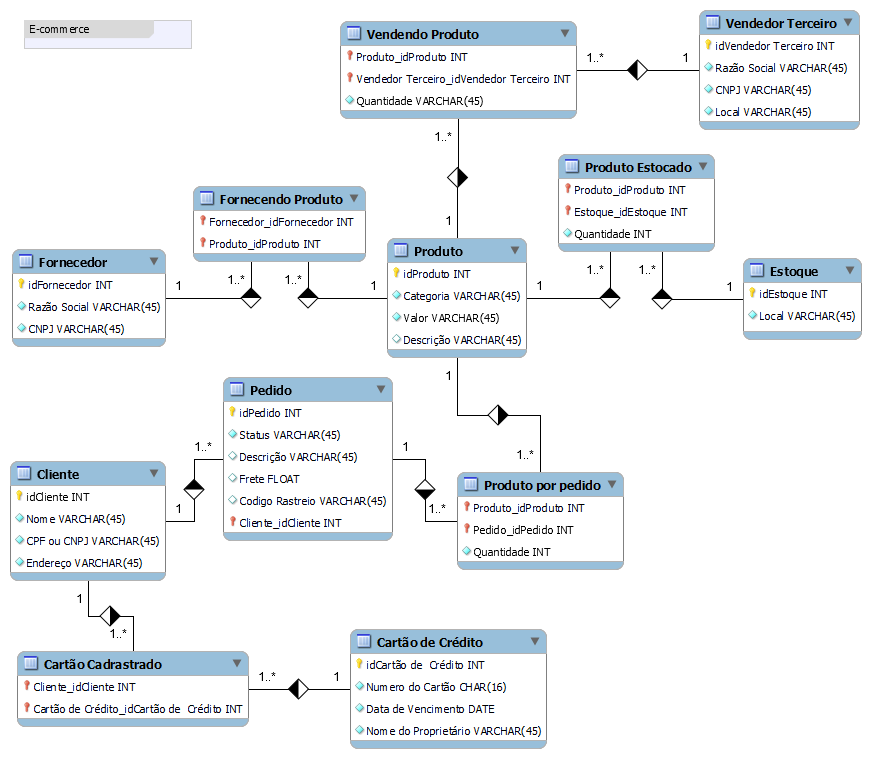 E-commerce
Vendendo Produto
Produto_idProduto INT
Vendedor Terceiro_idVendedor Terceiro INT
Quantidade VARCHAR(45)
1..*
1
Vendedor Terceiro
idVendedor Terceiro INT
Razão Social VARCHAR(45)
CNPJ VARCHAR(45)
Local VARCHAR(45)
1..*
1
Fornecendo Produto
Fornecedor_idFornecedor INT
Produto_idProduto INT
Produto Estocado
Produto_idProduto INT
Estoque_idEstoque INT
Quantidade INT
Fornecedor
idFornecedor INT
Razão Social VARCHAR(45)
CNPJ VARCHAR(45)
1
1..*
1..*
1
Produto
idProduto INT
Categoria VARCHAR(45)
Valor VARCHAR(45)
Descrição VARCHAR(45)
1
1..*
1..*
1
Estoque
idEstoque INT
Local VARCHAR(45)
1
1..*
Pedido
idPedido INT
Status VARCHAR(45)
Descrição VARCHAR(45)
Frete FLOAT
Codigo Rastreio VARCHAR(45)
Cliente_idCliente INT
1..*
1
1
1..*
Cliente
idCliente INT
Nome VARCHAR(45)
CPF ou CNPJ VARCHAR(45)
Endereço VARCHAR(45)
Produto por pedido
Produto_idProduto INT
Pedido_idPedido INT
Quantidade INT
1
1..*
Cartão Cadrastrado
Cliente_idCliente INT
Cartão de Crédito_idCartão de Crédito INT
1..*
1
Cartão de Crédito
idCartão de Crédito INT
Numero do Cartão CHAR(16)
Data de Vencimento DATE
Nome do Proprietário VARCHAR(45)